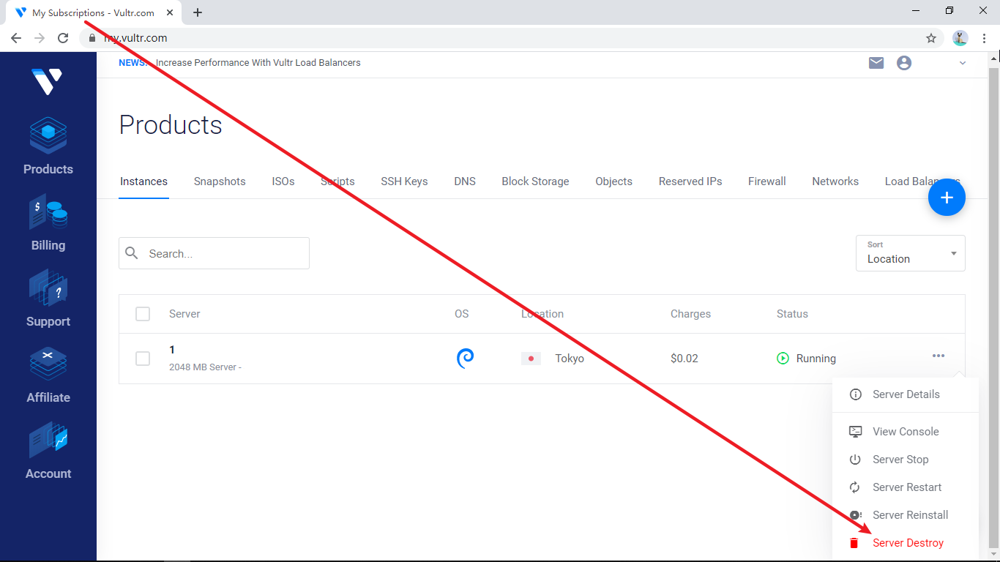 My Subscriptions - Vultr.com
my.vultr.com
NEWS: Increase Performance With Vultr Load Balancers
Products
Billing
Support
Affiliate
Account
Products
Instances Snapshots ISOs Scripts SSH Keys DNS Block Storage Objects Reserved IPs Firewall Networks Load Balancers
Search...
Sort
Location
Server OS Location Charges Status
1
2048 MB Server -
Tokyo $0.02 Running
Server Details
View Console
Server Stop
Server Restart
Server Reinstall
Server Destroy